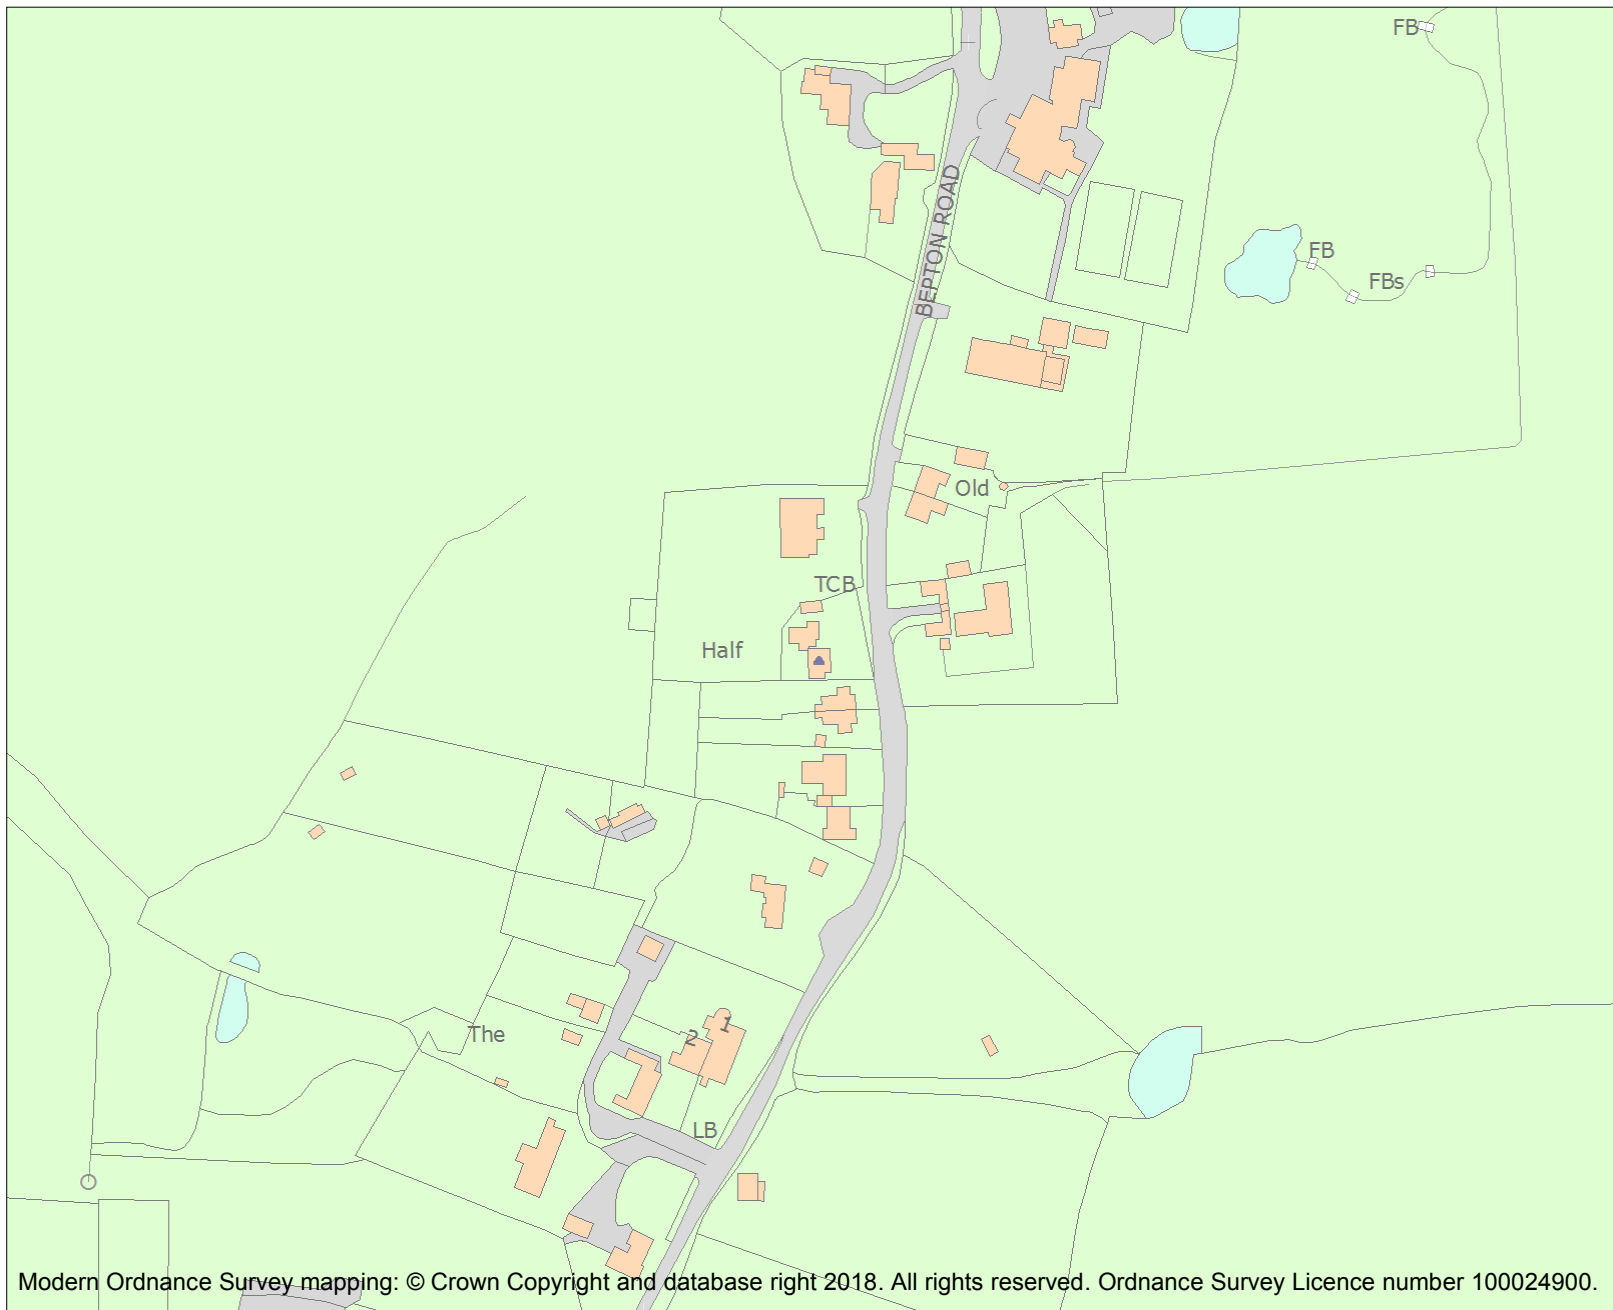 FB
BEPTON ROAD
FB
FBs
Old
TCB
Half
The
1
2
LB
Modern Ordnance Survey mapping: © Crown Copyright and database right 2018. All rights reserved. Ordnance Survey Licence number 100024900.